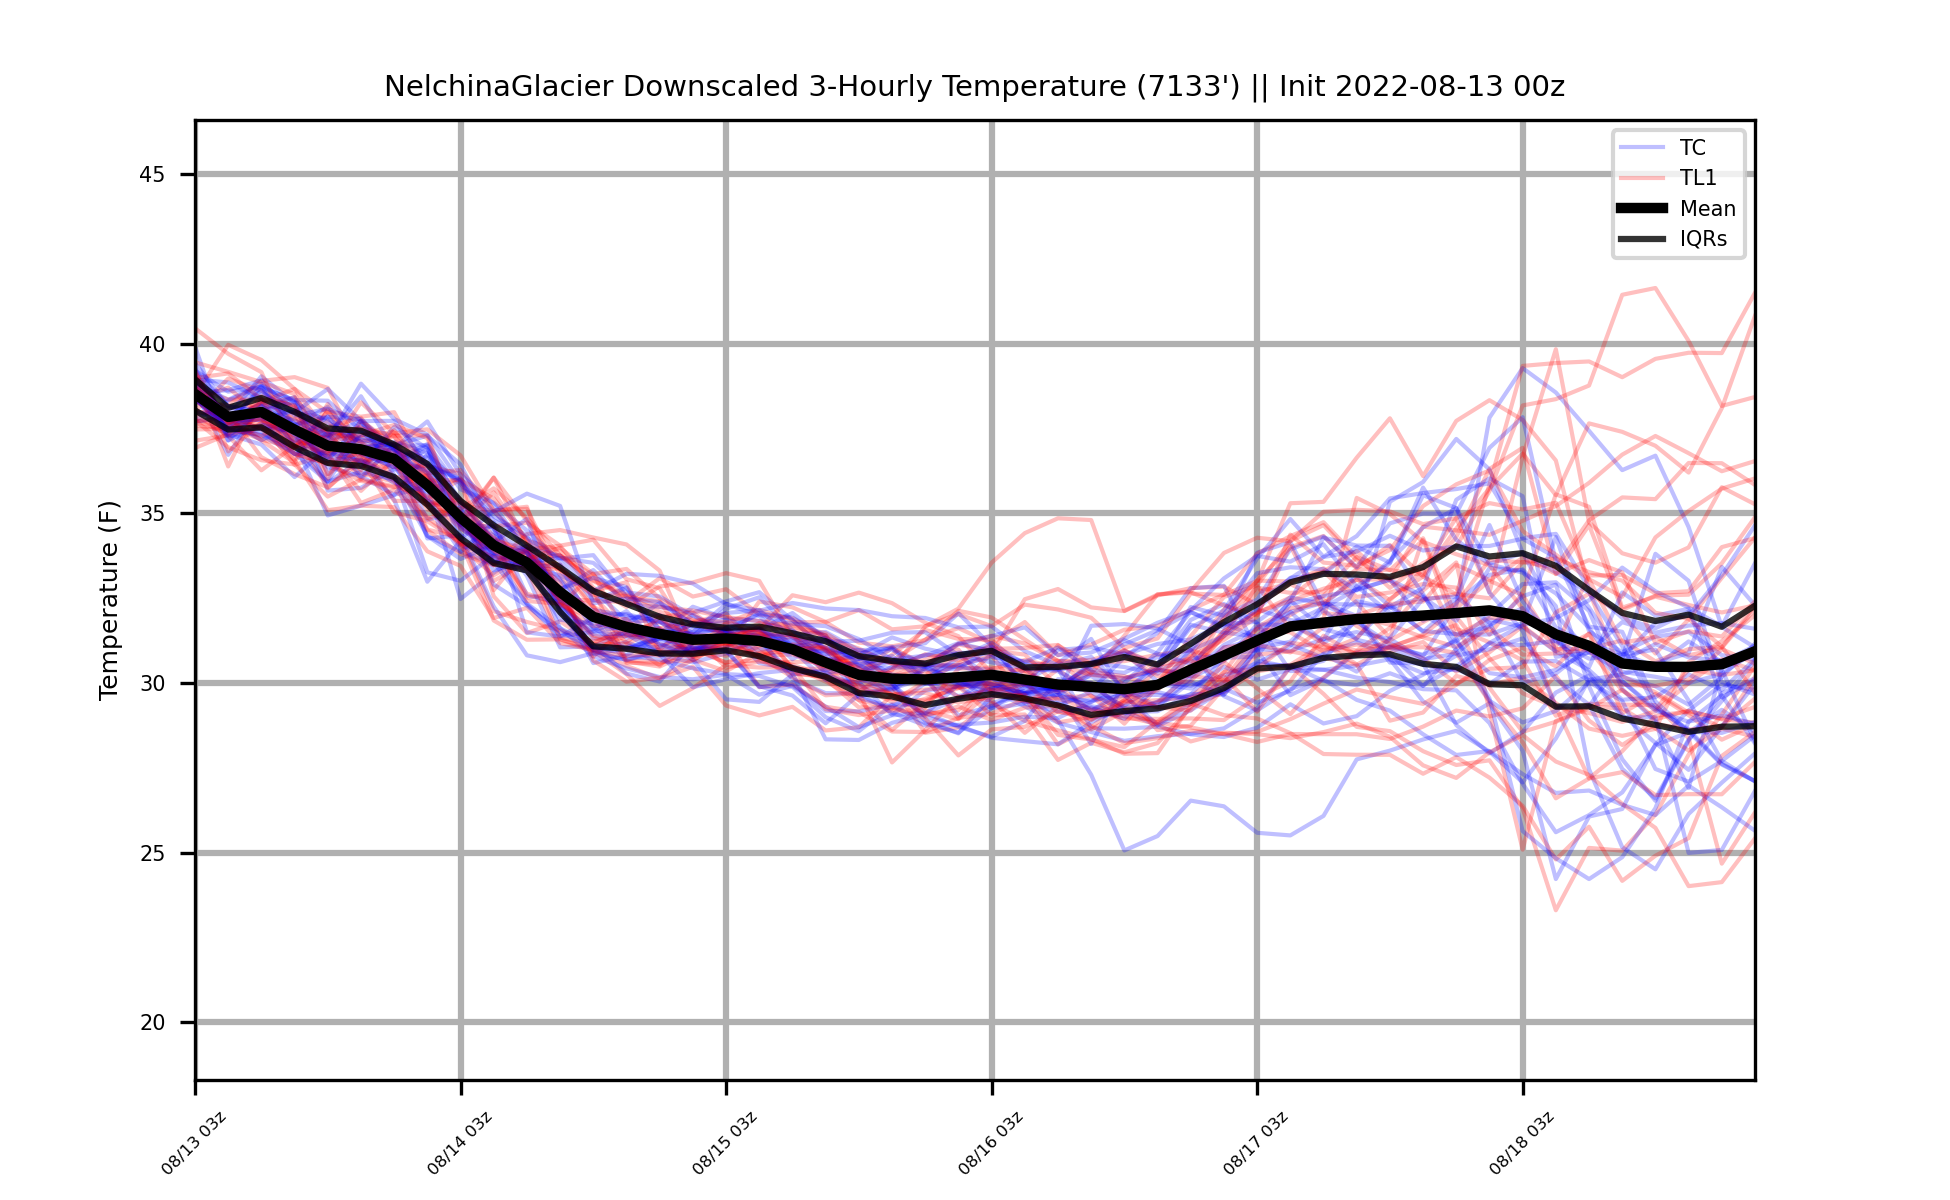 NelchinaGlacier Downscaled 3-Hourly Temperature (7133') || Init 2022-08-13 00z
TC
TL1
Mean
IQRs
Temperature (F)
45
40
35
30
25
20
08/13 03z
08/14 03z
08/15 03z
08/16 03z
08/17 03z
08/18 03z